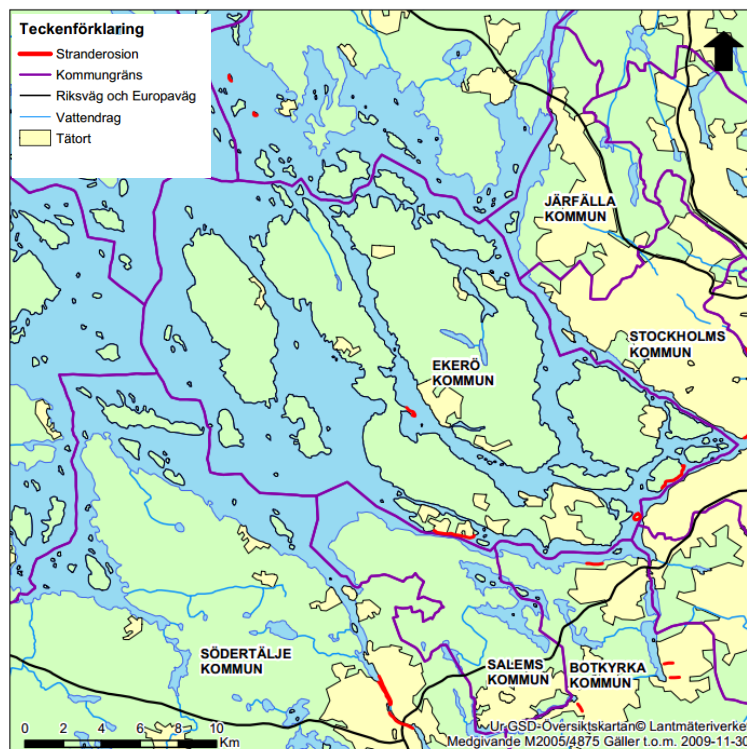 Teckenförklaring
Stranderosion
Kommungräns
Riksväg och Europaväg
Vattendrag
Tätort
JÄRFÄLLA
KOMMUN
STOCKHOLMS
KOMMUN
EKERÖ
KOMMUN
SÖDERTÄLJE
KOMMUN
SALEMS
KOMMUN
BOTKYRKA
KOMMUN
0 2 4 6 8 10
Km
Ur GSD-Översiktskartan© Lantmäteriverke
Medgivande M2005/4875 Gäller t.o.m. 2009-11-30